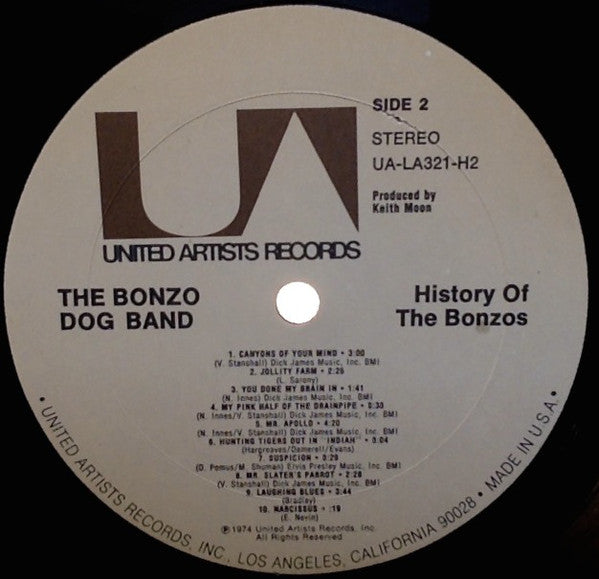 SIDE 2
STEREO
UA-LA321-H2
Produced by
Keith Moon
UA
UNITED ARTISTS RECORDS
THE BONZO
DOG BAND
History Of
The Bonzos
1. CANYONS OF YOUR MIND • 3:00
(V. Stanshall) Dick James Music, Inc. BMI
2. JOLLITY FARM • 2:25
(L. Sarony)
3. YOU DONE MY BRAIN IN • 1:41
(N. Innes) Dick James Music, Inc. BMI)
4. MY PINK HALF OF THE DRAINPIPE • 3:30
(N. Innes/V. Stanshall) Dick James Music, Inc. BMI)
5. MR. APOLLO • 4:20
(N. Innes/V. Stanshall) Dick James Music, Inc. BMI)
6. HUNTING TIGERS OUT IN "INDIAH" • 3:04
(Hargreaves/Damerell/Evans)
7. SUSPICION • 3:29
(D. Pomus/M. Shuman) Elvis Presley Music, Inc. BMI)
8. MR. SLATER'S PARROT • 2:26
(V. Stanshall) Dick James Music, Inc. BMI)
9. LAUGHING BLUES • 3:44
(Bradley)
10. NARCISSUS • :19
(E. Nevin)
℗1974 United Artists Records, Inc.
All Rights Reserved
• UNITED ARTISTS RECORDS, INC., LOS ANGELES, CALIFORNIA 90028 • MADE IN U.S.A. •